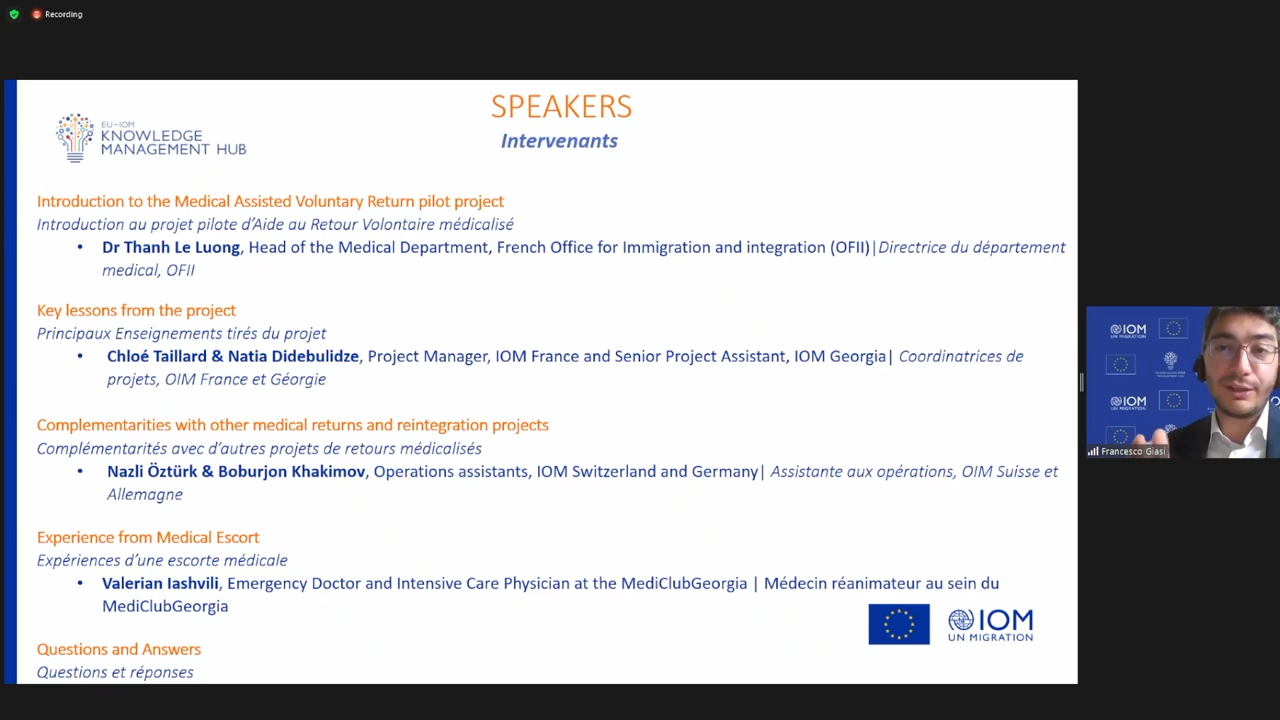 Recording
SPEAKERS
Intervenants
EU-IOM
KNOWLEDGE
MANAGEMENT HUB
Introduction to the Medical Assisted Voluntary Return pilot project
Introduction au projet pilote d'Aide au Retour Volontaire médicalisé
• Dr Thanh Le Luong, Head of the Medical Department, French Office for Immigration and integration (OFII)|Directrice du département
medical, OFII
Key lessons from the project
Principaux Enseignements tirés du projet
• Chloé Taillard & Natia Didebulidze, Project Manager, IOM France and Senior Project Assistant, IOM Georgia| Coordinatrices de
projets, OIM France et Géorgie
Complementarities with other medical returns and reintegration projects
Complémentarités avec d'autres projets de retours médicalisés
• Nazli Öztürk & Boburjon Khakimov, Operations assistants, IOM Switzerland and Germany| Assistante aux opérations, OIM Suisse et
Allemagne
Experience from Medical Escort
Expériences d'une escorte médicale
• Valerian Iashvili, Emergency Doctor and Intensive Care Physician at the MediClubGeorgia | Médecin réanimateur au sein du
MediClubGeorgia
IOM
UN MIGRATION
Questions and Answers
Questions et réponses
IOM
UN MIGRATION
IOM
UN MIGRATION
Francesco Giasi